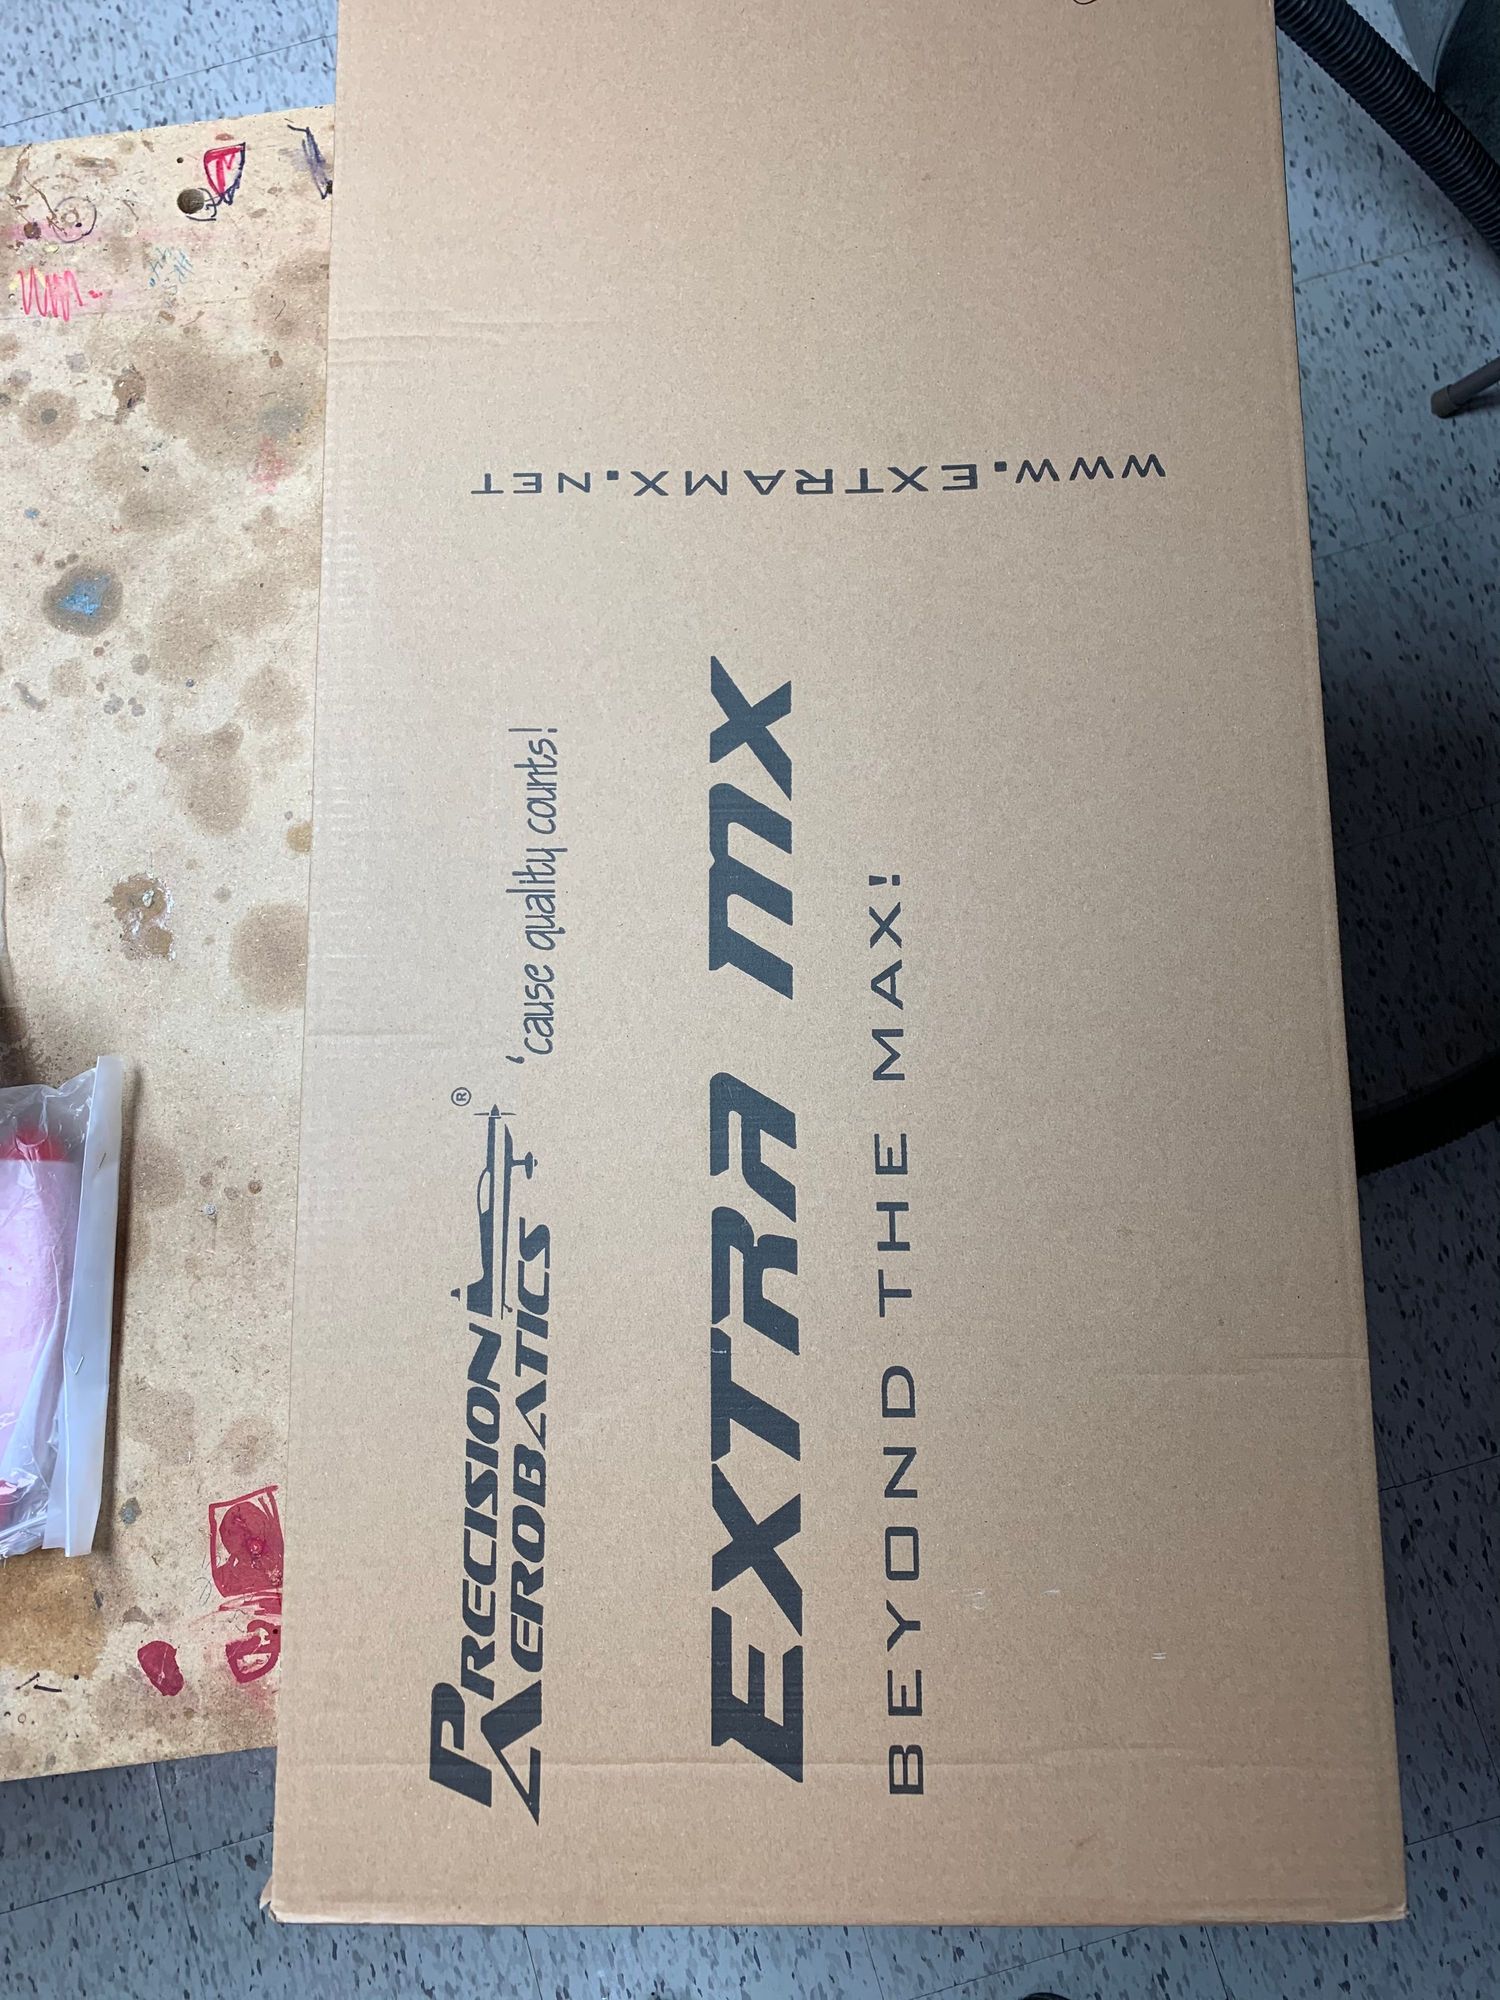 PRECISION
AEROBATICS®
'cause quality counts!
EXTRA MX
BEYOND THE MAX!
WWW.EXTRAMX.NET